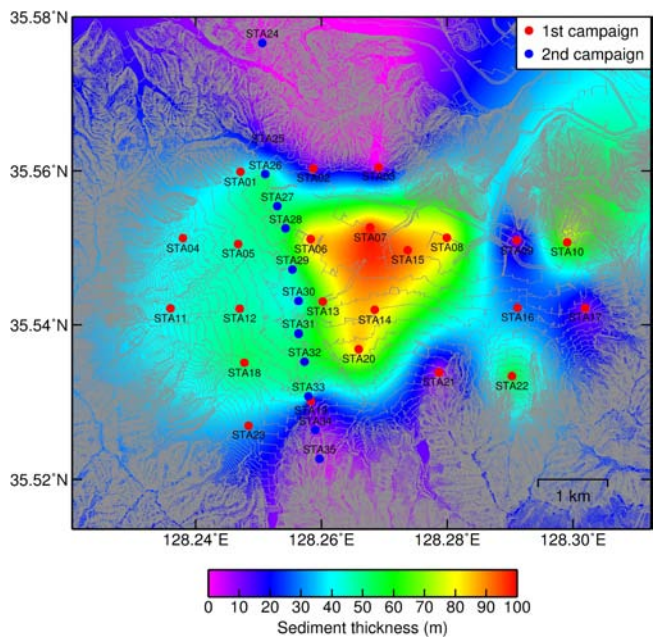 35.58°N
STA24
1st campaign
2nd campaign
STA25
35.56°N
STA26
STA01
STA02
STA03
STA27
STA28
STA04
STA05
STA06
STA07
STA08
STA09
STA10
STA15
STA29
STA30
STA11
STA12
STA13
STA14
STA16
STA17
35.54°N
STA31
STA32
STA20
STA18
STA21
STA22
STA33
STA19
STA23
STA34
STA35
35.52°N
1 km
128.24°E 128.26°E 128.28°E 128.30°E
0 10 20 30 40 50 60 70 80 90 100
Sediment thickness (m)